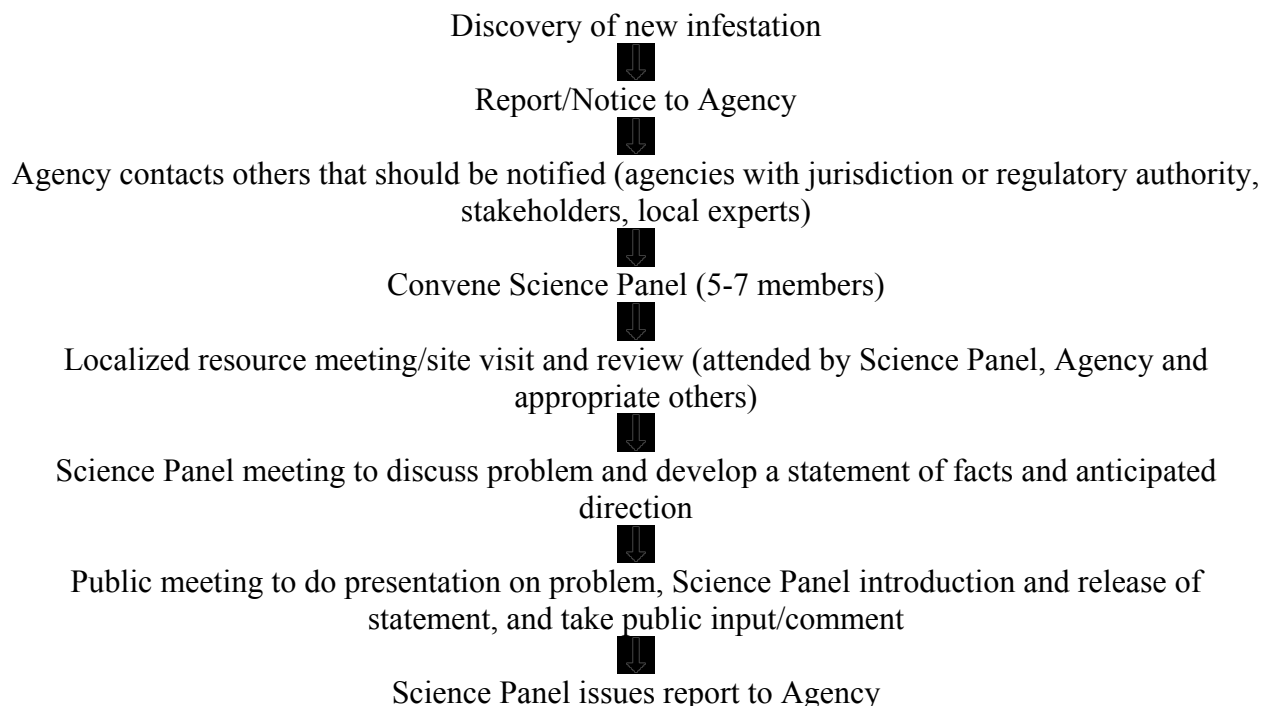 Discovery of new infestation
Report/Notice to Agency
Agency contacts others that should be notified (agencies with jurisdiction or regulatory authority,
stakeholders, local experts)
Convene Science Panel (5-7 members)
Localized resource meeting/site visit and review (attended by Science Panel, Agency and
appropriate others)
Science Panel meeting to discuss problem and develop a statement of facts and anticipated
direction
Public meeting to do presentation on problem, Science Panel introduction and release of
statement, and take public input/comment
Science Panel issues report to Agency